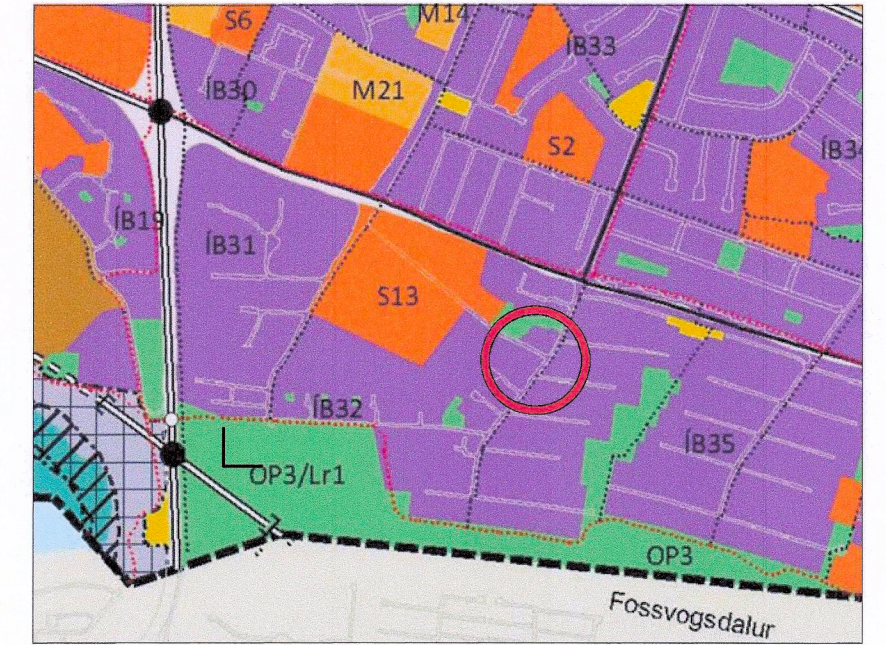 M14
S6
ÍB33
ÍB30
M21
S2
ÍB34
ÍB19
ÍB31
S13
ÍB32
ÍB35
OP3/Lr1
OP3
Fossvogsdalur